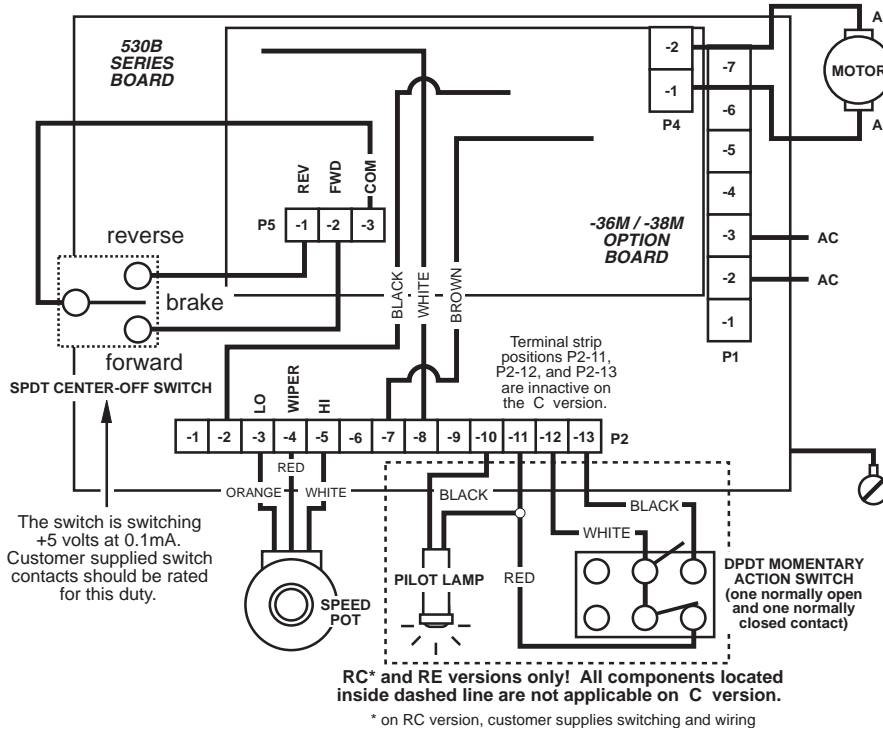 530B
SERIES
BOARD
-2
-1
P4
-7
-6
-5
-4
-3
-2
-1
P1
MOTOR
A
A
AC
AC
-36M / -38M
OPTION
BOARD
REV
FWD
COM
P5
-1
-2
-3
reverse
brake
forward
SPDT CENTER-OFF SWITCH
BLACK
WHITE
BROWN
Terminal strip
positions P2-11,
P2-12, and P2-13
are innactive on
the C version.
LO
WIPER
HI
-1
-2
-3
-4
-5
-6
-7
-8
-9
-10
-11
-12
-13
P2
RED
ORANGE
WHITE
BLACK
BLACK
WHITE
RED
The switch is switching
+5 volts at 0.1mA.
Customer supplied switch
contacts should be rated
for this duty.
SPEED
POT
PILOT LAMP
DPDT MOMENTARY
ACTION SWITCH
(one normally open
and one normally
closed contact)
RC* and RE versions only! All components located
inside dashed line are not applicable on C version.
* on RC version, customer supplies switching and wiring